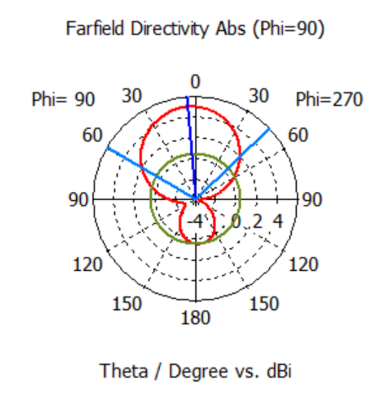 Farfield Directivity Abs (Phi=90)
0
Phi= 90 30 30 Phi=270
60 60
90 90
-4 0 2 4
120 120
150 150
180
Theta / Degree vs. dBi